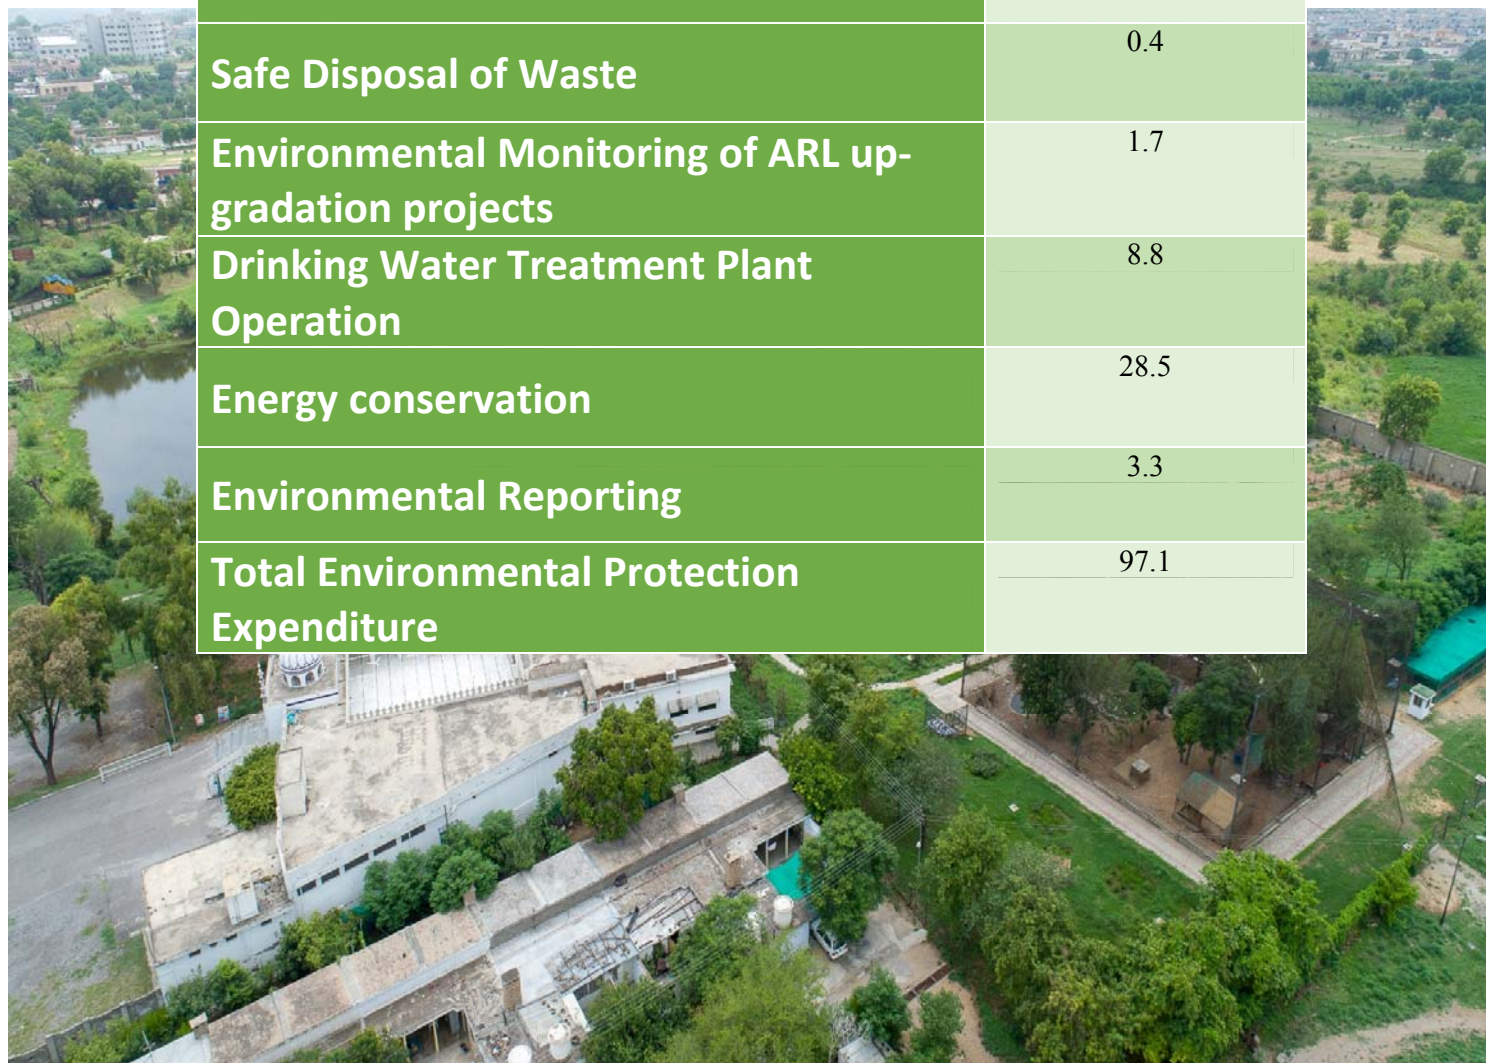 Safe Disposal of Waste 0.4
Environmental Monitoring of ARL up- 1.7
gradation projects
Drinking Water Treatment Plant 8.8
Operation
Energy conservation 28.5
Environmental Reporting 3.3
Total Environmental Protection 97.1
Expenditure